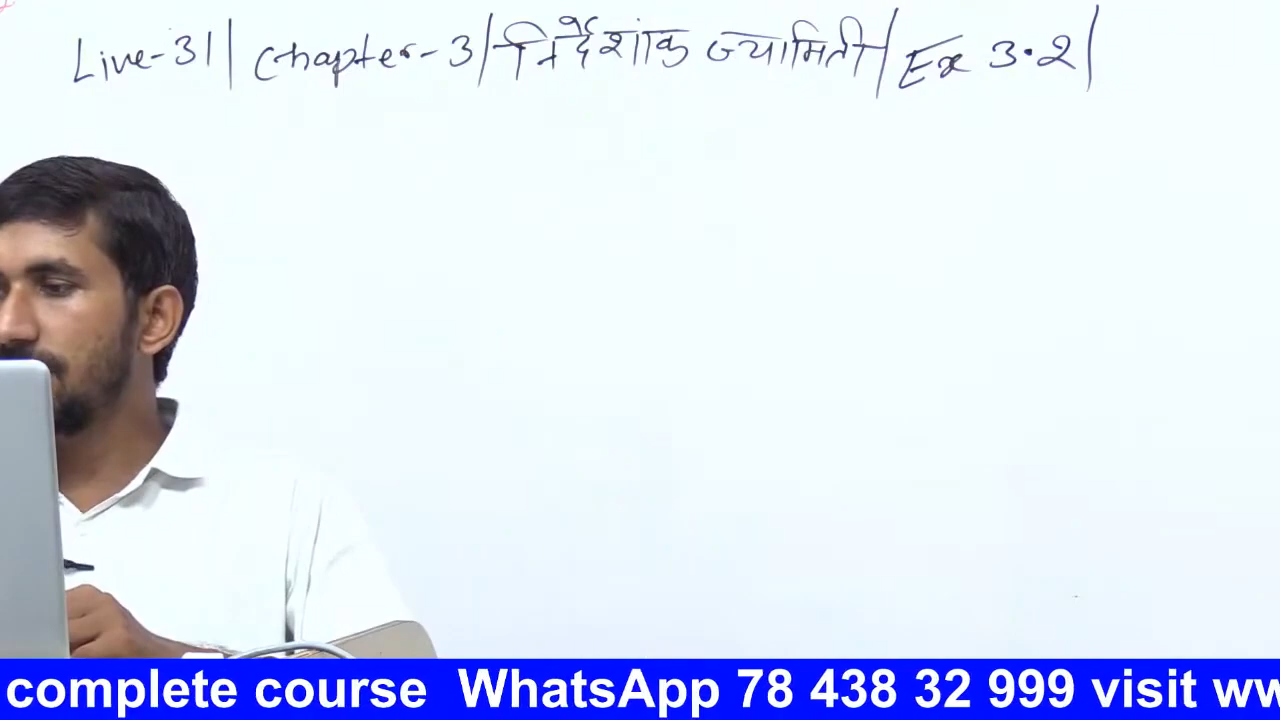 Live-31| Chapter-3| निर्देशांक ज्यामिती| Ex 3.2|
complete course WhatsApp 78 438 32 999 visit ww